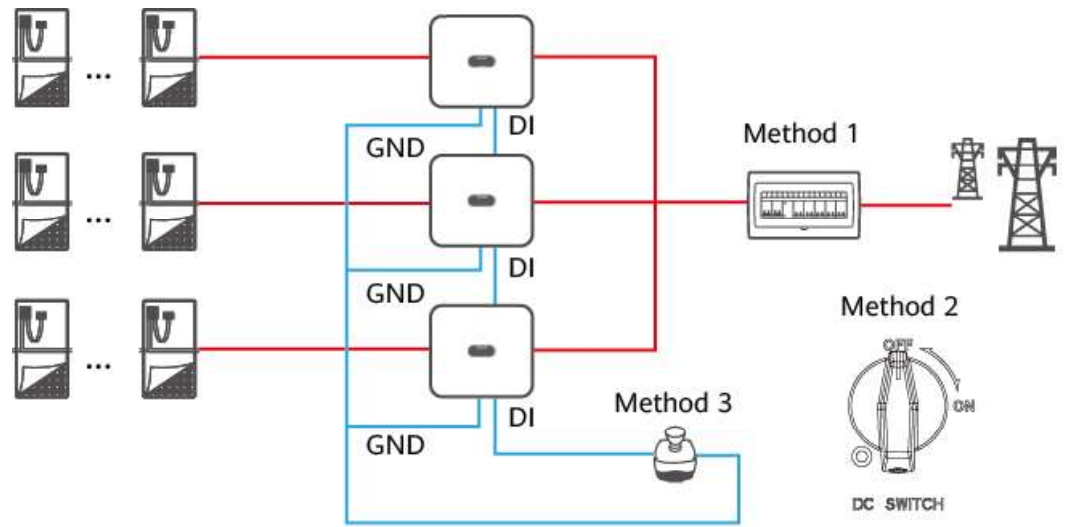 DI
GND
Method 1
DI
GND
Method 2
OFF
ON
Method 3
DI
GND
DC SWITCH